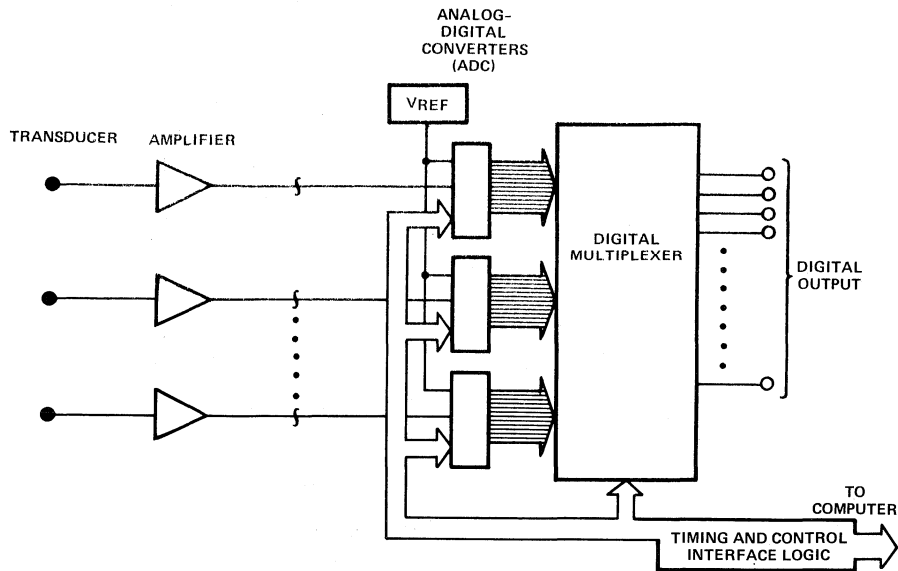 ANALOG-
DIGITAL
CONVERTERS
(ADC)
VREF
TRANSDUCER
AMPLIFIER
DIGITAL
MULTIPLEXER
DIGITAL
OUTPUT
TO
COMPUTER
TIMING AND CONTROL
INTERFACE LOGIC